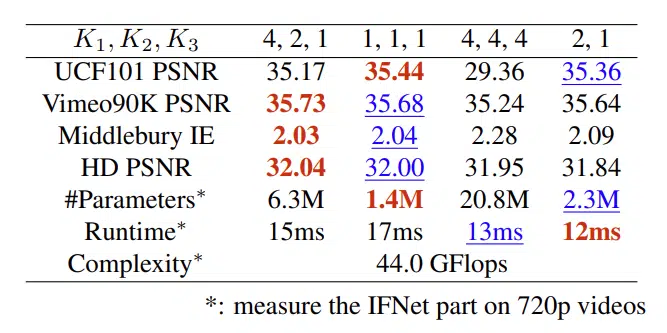 K₁, K₂, K₃ 4, 2, 1 1, 1, 1 4, 4, 4 2, 1
UCF101 PSNR 35.17 35.44 29.36 35.36
Vimeo90K PSNR 35.73 35.68 35.24 35.64
Middlebury IE 2.03 2.04 2.28 2.09
HD PSNR 32.04 32.00 31.95 31.84
#Parameters* 6.3M 1.4M 20.8M 2.3M
Runtime* 15ms 17ms 13ms 12ms
Complexity* 44.0 GFlops
*: measure the IFNet part on 720p videos